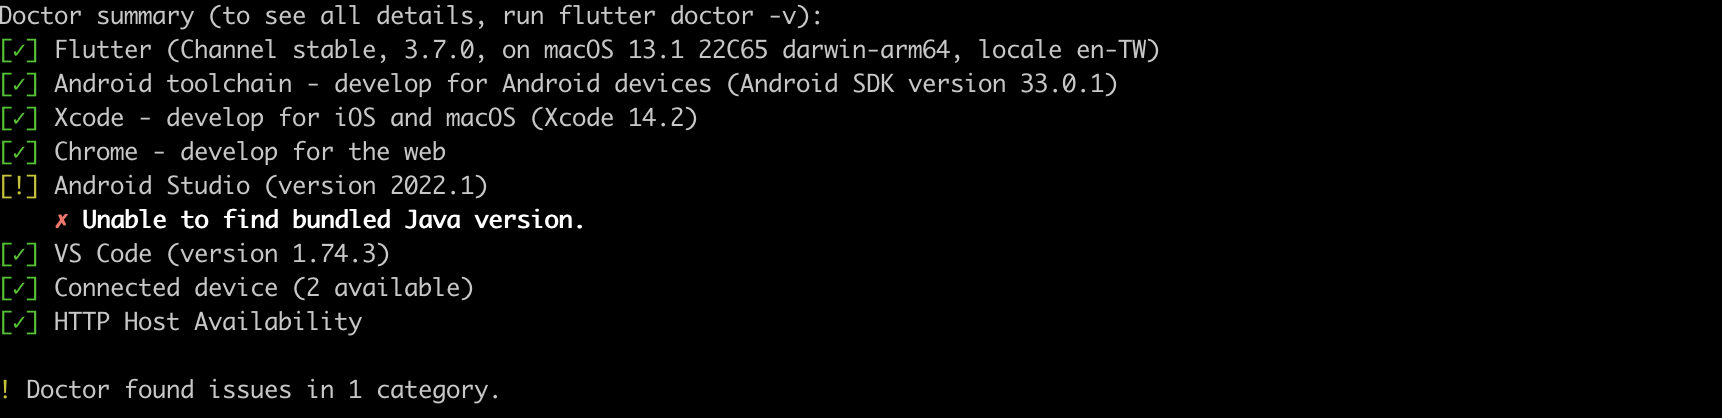 Doctor summary (to see all details, run flutter doctor -v):
[✓] Flutter (Channel stable, 3.7.0, on macOS 13.1 22C65 darwin-arm64, locale en-TW)
[✓] Android toolchain - develop for Android devices (Android SDK version 33.0.1)
[✓] Xcode - develop for iOS and macOS (Xcode 14.2)
[✓] Chrome - develop for the web
[!] Android Studio (version 2022.1)
    ✗ Unable to find bundled Java version.
[✓] VS Code (version 1.74.3)
[✓] Connected device (2 available)
[✓] HTTP Host Availability

! Doctor found issues in 1 category.